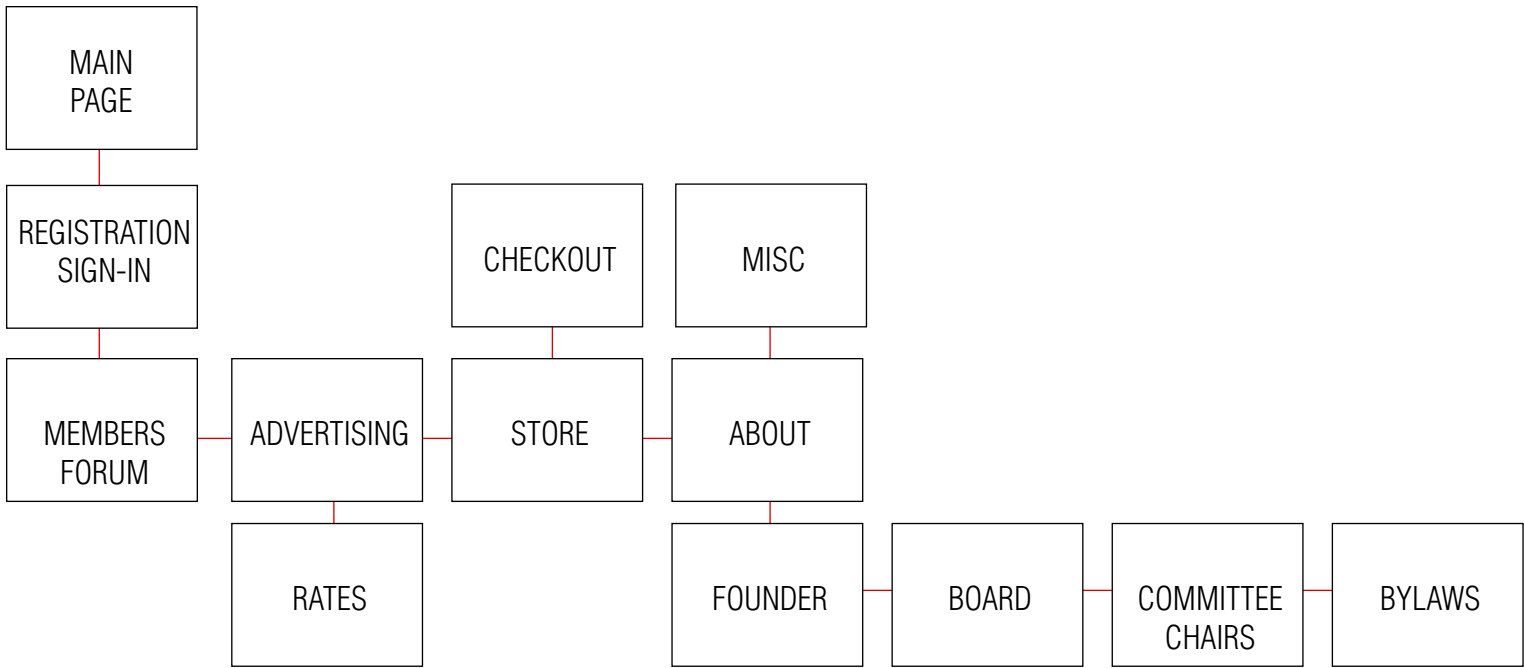 MAIN
PAGE
REGISTRATION
SIGN-IN
CHECKOUT
MISC
MEMBERS
FORUM
ADVERTISING
STORE
ABOUT
RATES
FOUNDER
BOARD
COMMITTEE
CHAIRS
BYLAWS